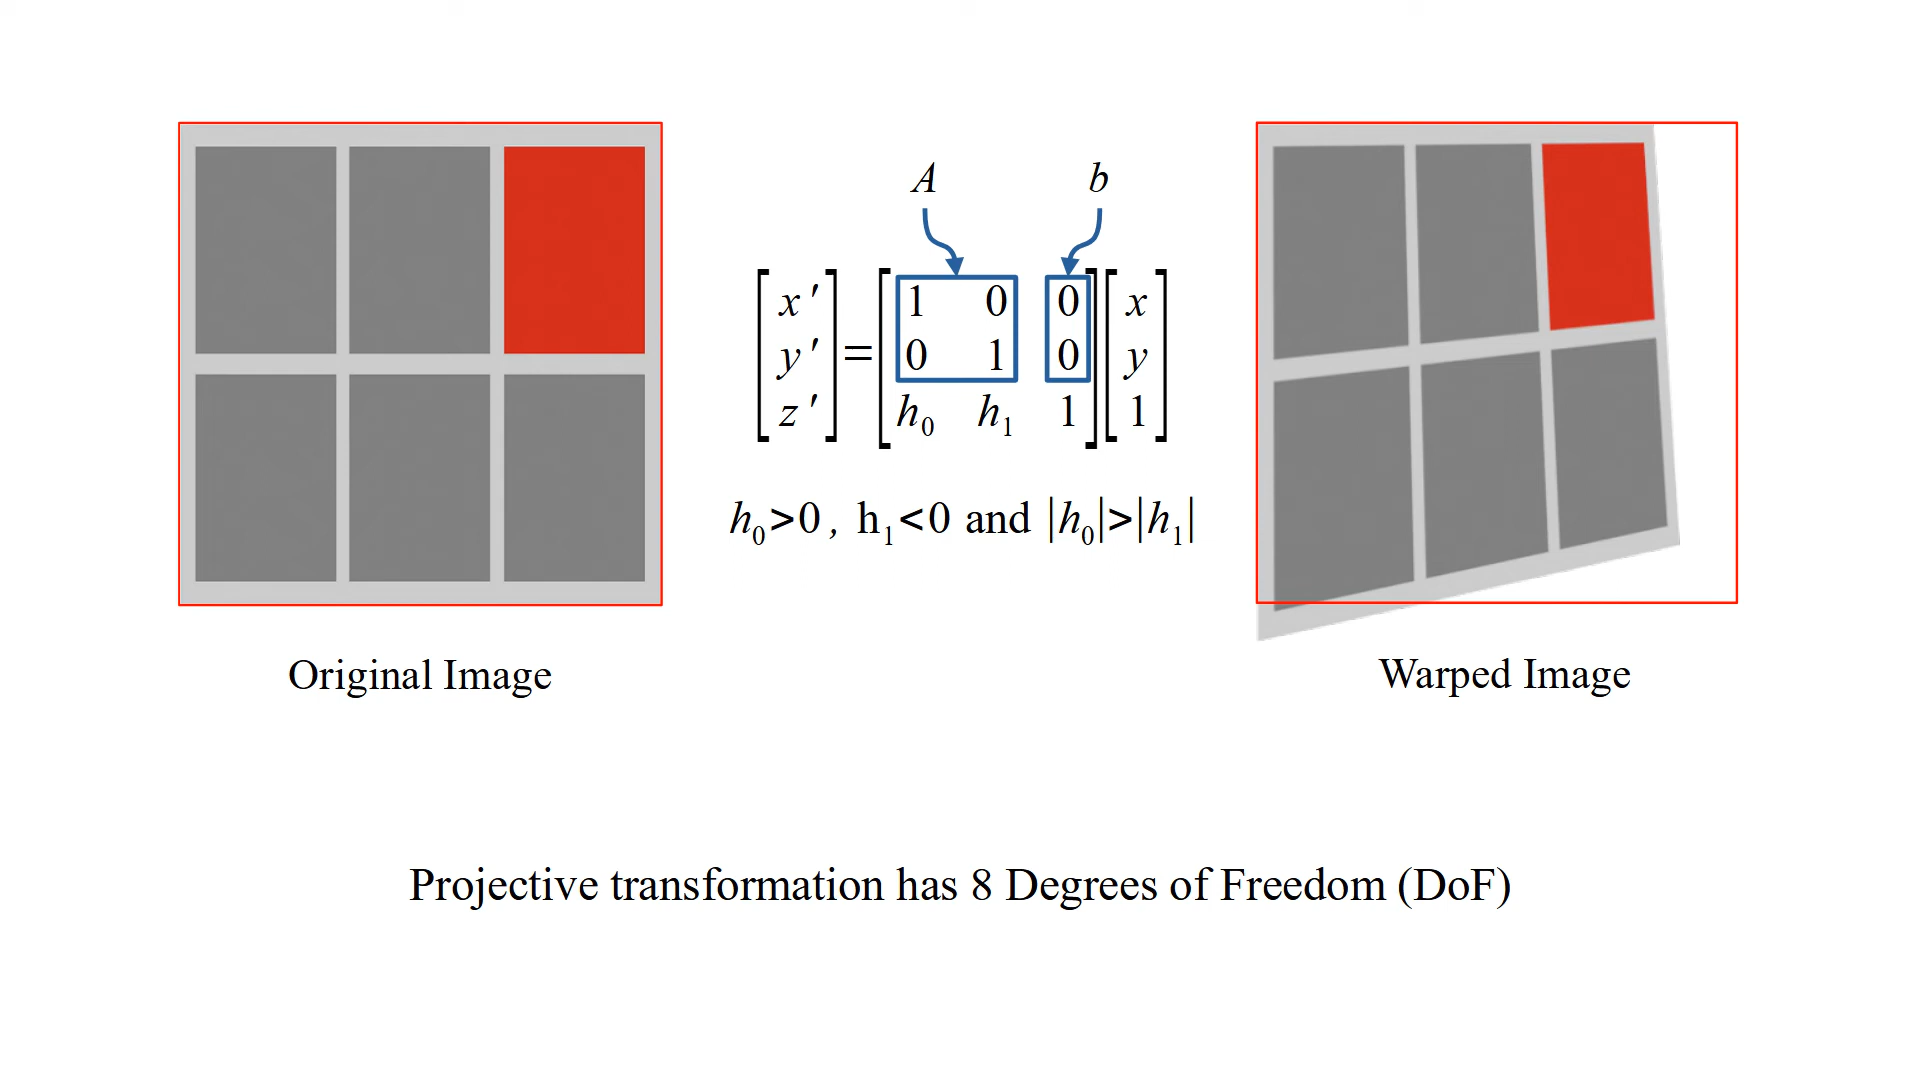 A b
[x′ y′ z′] = [1 0 0; 0 1 0; h₀ h₁ 1] [x y 1]
h₀>0, h₁<0 and |h₀|>|h₁|
Original Image
Warped Image
Projective transformation has 8 Degrees of Freedom (DoF)